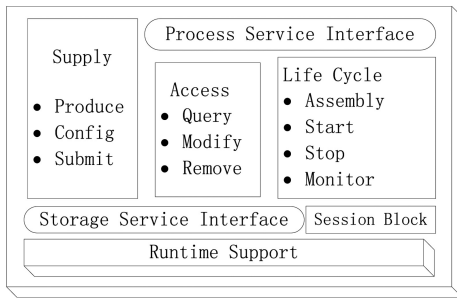 Process Service Interface
Supply
● Produce
● Config
● Submit
Access
● Query
● Modify
● Remove
Life Cycle
● Assembly
● Start
● Stop
● Monitor
Storage Service Interface
Session Block
Runtime Support